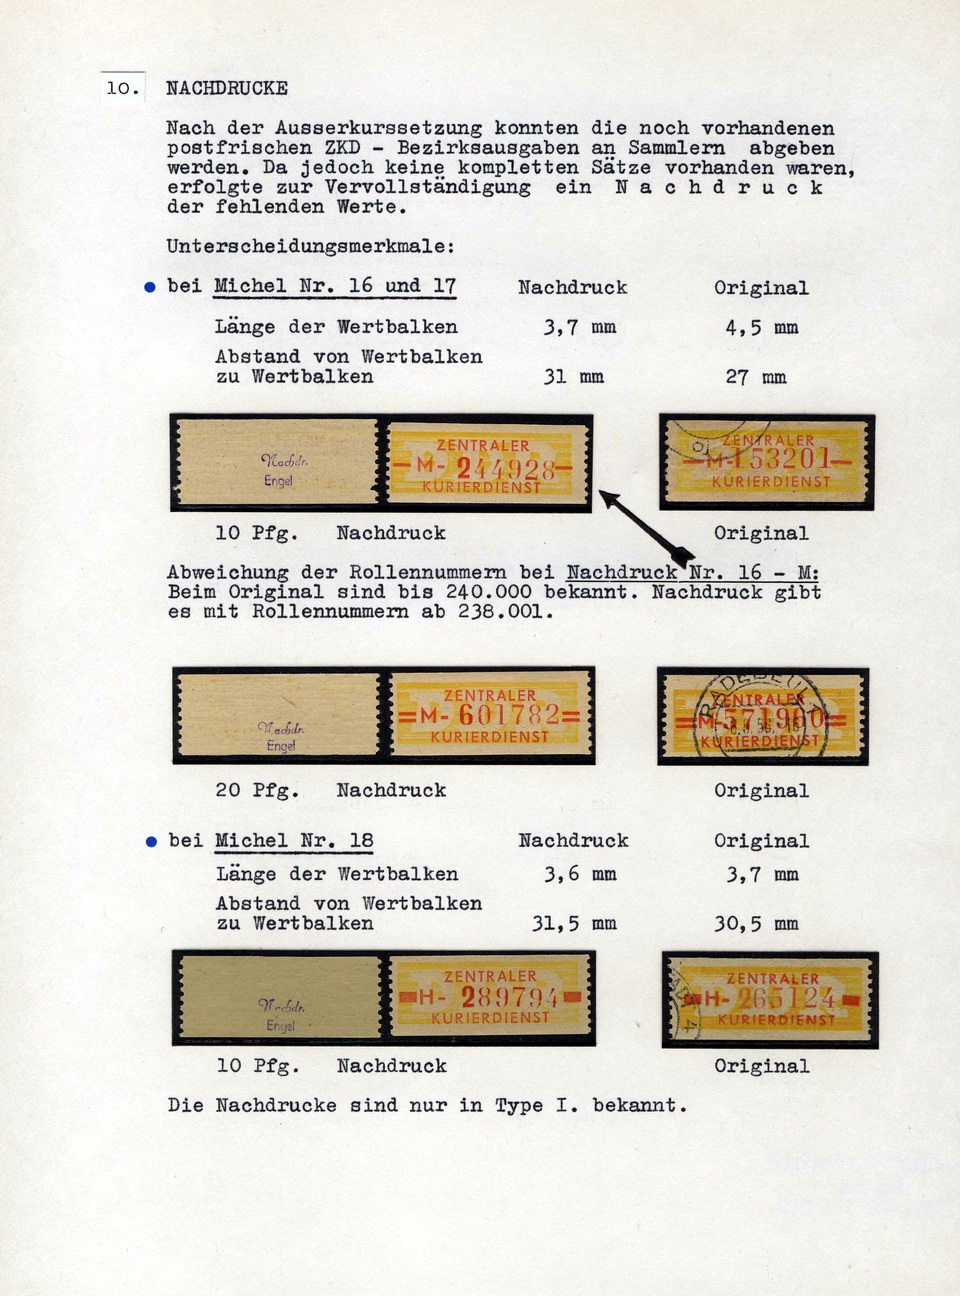 10. NACHDRUCKE
Nach der Ausserkurssetzung konnten die noch vorhandenen
postfrischen ZKD - Bezirksausgaben an Sammlern abgeben
werden. Da jedoch keine kompletten Sätze vorhanden waren,
erfolgte zur Vervollständigung ein N a c h d r u c k
der fehlenden Werte.
Unterscheidungsmerkmale:
bei Michel Nr. 16 und 17 Nachdruck Original
Länge der Wertbalken 3,7 mm 4,5 mm
Abstand von Wertbalken
zu Wertbalken 31 mm 27 mm
Nachdr.
Engel
ZENTRALER
M- 244928
KURIERDIENST
ZENTRALER
M-153201
KURIERDIENST
10 Pfg. Nachdruck Original
Abweichung der Rollennummern bei Nachdruck Nr. 16 - M:
Beim Original sind bis 240.000 bekannt. Nachdruck gibt
es mit Rollennummern ab 238.001.
Nachdr.
Engel
ZENTRALER
M- 601782
KURIERDIENST
RADEBEUL
ZENTRALER
M-571900
KURIERDIENST
20 Pfg. Nachdruck Original
bei Michel Nr. 18 Nachdruck Original
Länge der Wertbalken 3,6 mm 3,7 mm
Abstand von Wertbalken
zu Wertbalken 31,5 mm 30,5 mm
Nachdr.
Engel
ZENTRALER
H- 289794
KURIERDIENST
ZENTRALER
H- 265124
KURIERDIENST
10 Pfg. Nachdruck Original
Die Nachdrucke sind nur in Type I. bekannt.